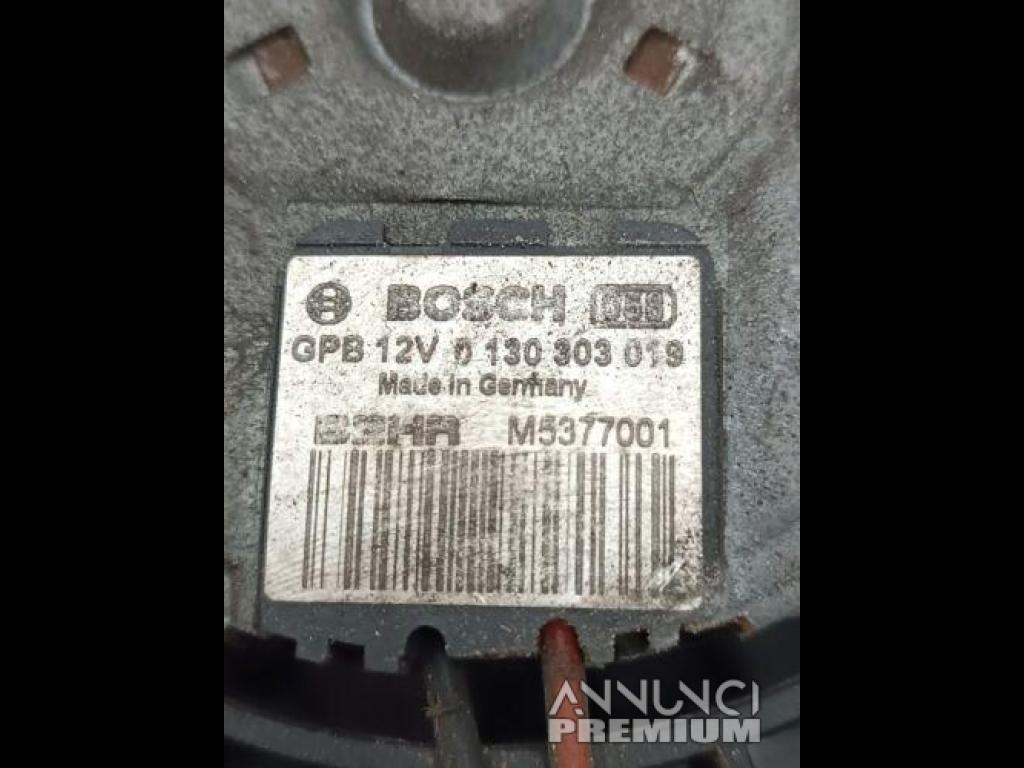 BOSCH
GPB 12V 0 130 303 019
Made in Germany
BEHR M5377001
ANNUNCI
PREMIUM